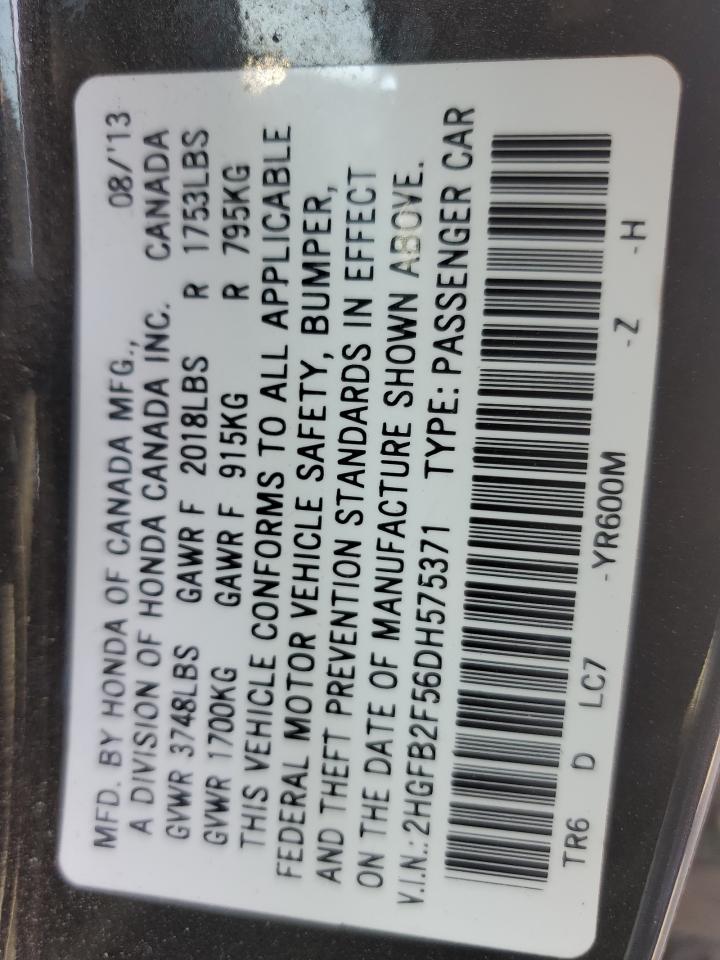 MFD. BY HONDA OF CANADA MFG., 08/'13
A DIVISION OF HONDA CANADA INC. CANADA
GVWR 3748LBS GAWR F 2018LBS R 1753LBS
GVWR 1700KG GAWR F 915KG R 795KG
THIS VEHICLE CONFORMS TO ALL APPLICABLE
FEDERAL MOTOR VEHICLE SAFETY, BUMPER,
AND THEFT PREVENTION STANDARDS IN EFFECT
ON THE DATE OF MANUFACTURE SHOWN ABOVE.
V.I.N.:2HGFB2F56DH575371 TYPE: PASSENGER CAR
TR6 D LC7 -YR600M -Z -H